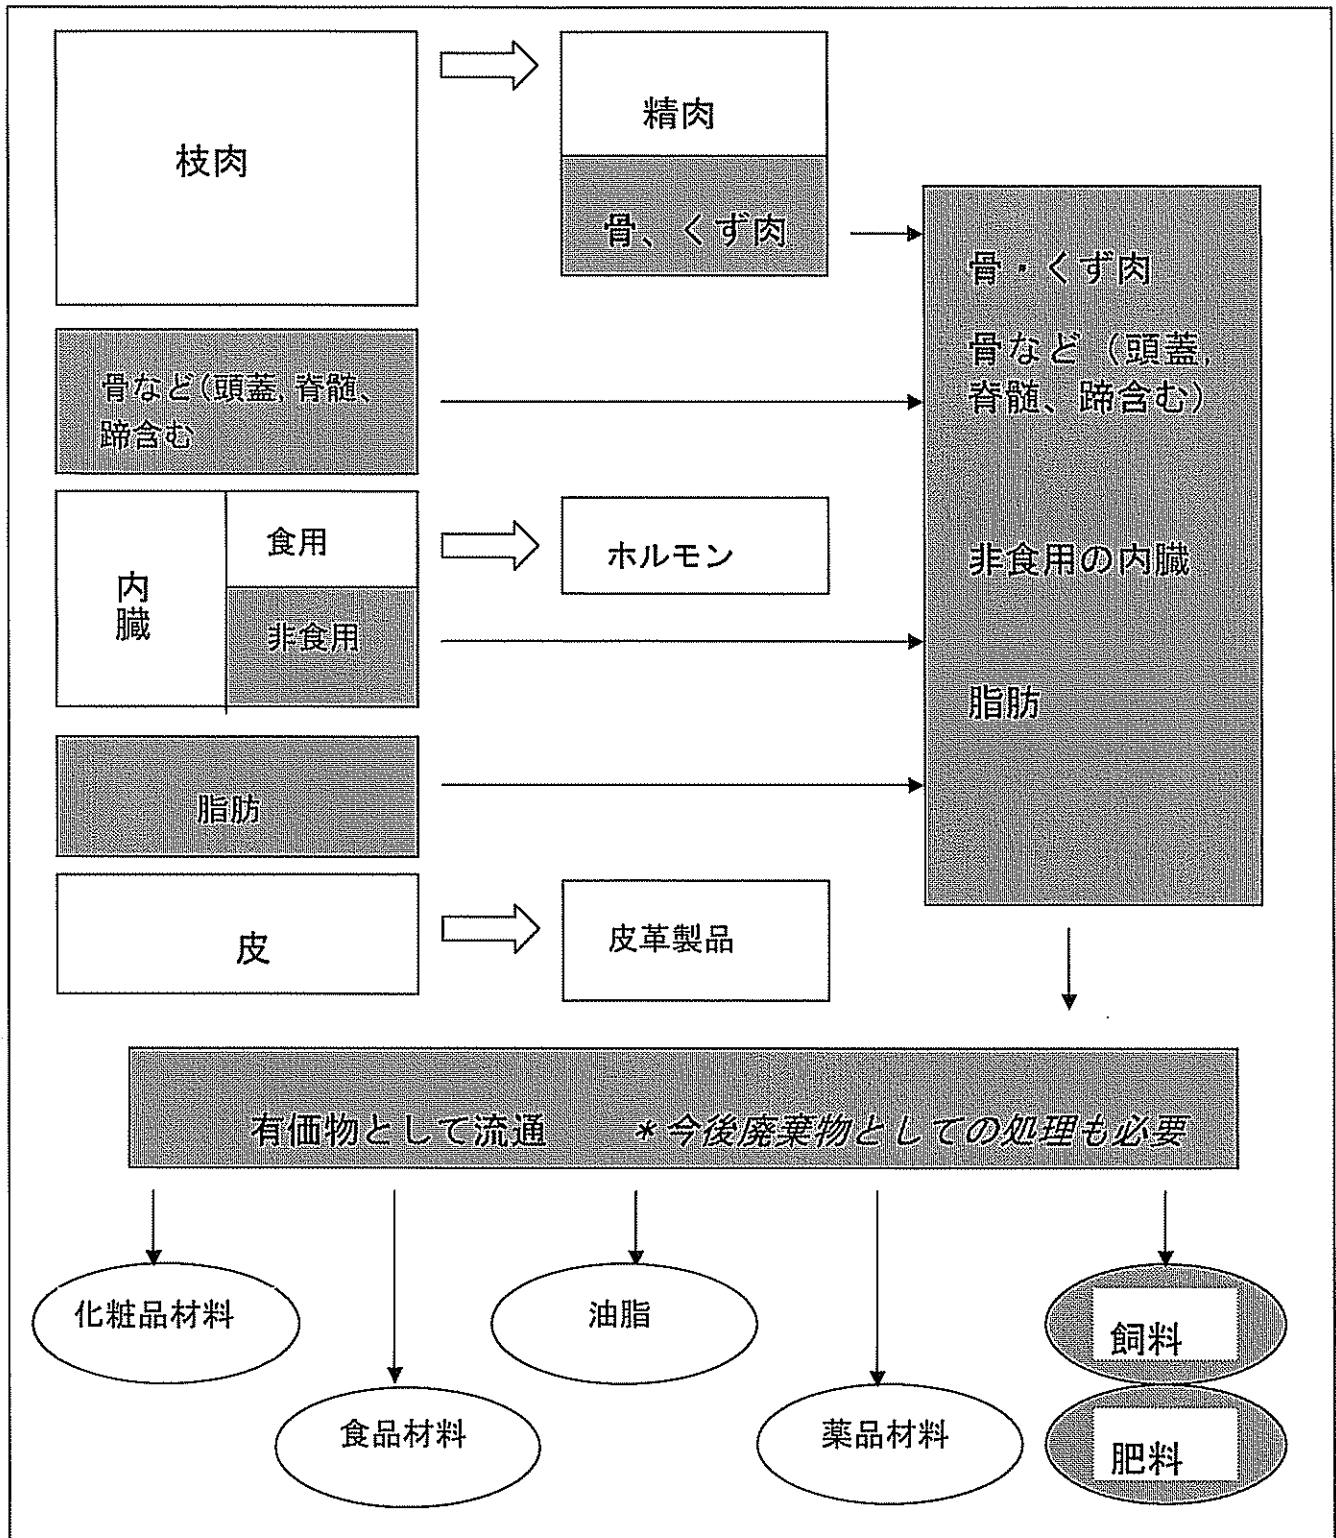 枝肉
精肉
骨、くず肉
骨・くず肉
骨など（頭蓋,
脊髄、蹄含む）
非食用の内臓
脂肪
骨など（頭蓋,脊髄、
蹄含む
内臓
食用
非食用
ホルモン
脂肪
皮
皮革製品
有価物として流通　＊今後廃棄物としての処理も必要
化粧品材料
食品材料
油脂
薬品材料
飼料
肥料